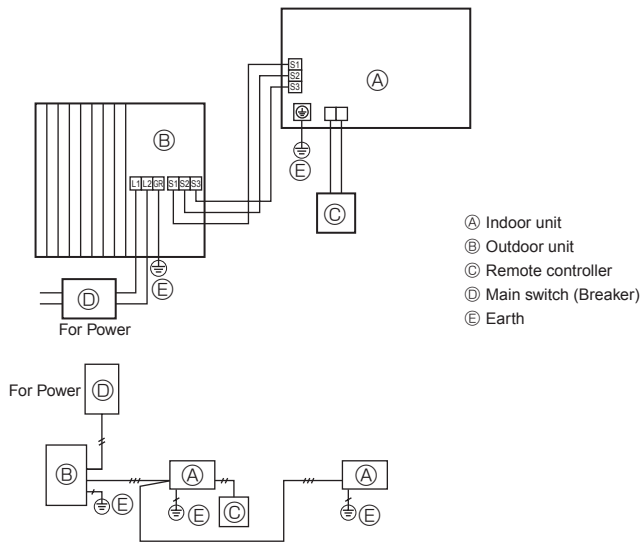 S1
S2
S3
Ⓐ
Ⓑ
L1 L2 GR S1 S2 S3
Ⓔ
Ⓒ
Ⓔ
Ⓓ
For Power
Ⓐ Indoor unit
Ⓑ Outdoor unit
Ⓒ Remote controller
Ⓓ Main switch (Breaker)
Ⓔ Earth
For Power Ⓓ
Ⓑ Ⓐ Ⓐ
Ⓔ Ⓔ Ⓒ Ⓔ